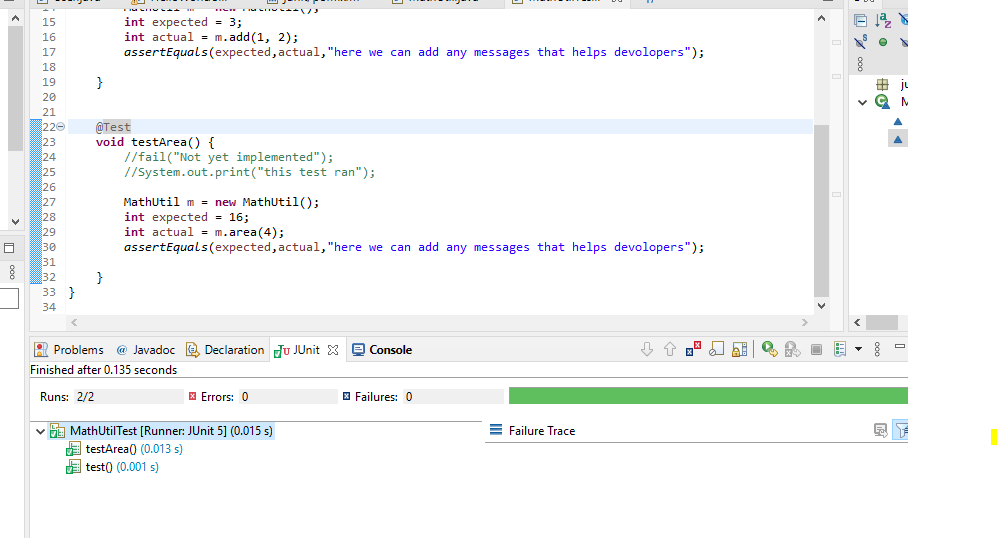 15 int expected = 3;
16 int actual = m.add(1, 2);
17 assertEquals(expected,actual,"here we can add any messages that helps devolopers");
18
19 }
20
21
22 @Test
23 void testArea() {
24 //fail("Not yet implemented");
25 //System.out.print("this test ran");
26
27 MathUtil m = new MathUtil();
28 int expected = 16;
29 int actual = m.area(4);
30 assertEquals(expected,actual,"here we can add any messages that helps devolopers");
31
32 }
33 }
34
Problems @ Javadoc Declaration JUnit Console
Finished after 0.135 seconds
Runs: 2/2 Errors: 0 Failures: 0
MathUtilTest [Runner: JUnit 5] (0.015 s) Failure Trace
testArea() (0.013 s)
test() (0.001 s)